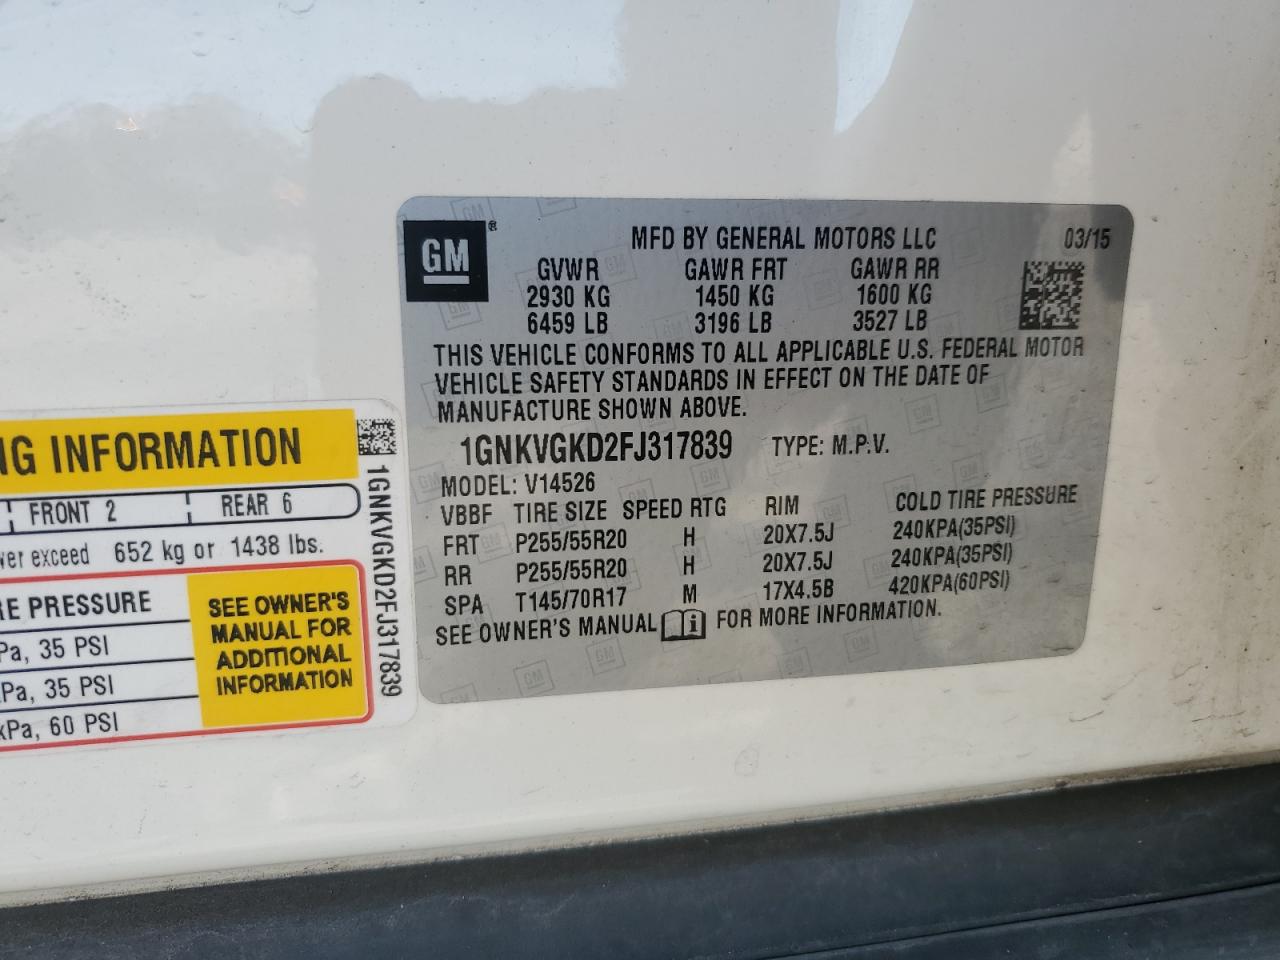 GM®
MFD BY GENERAL MOTORS LLC 03/15
GVWR GAWR FRT GAWR RR
2930 KG 1450 KG 1600 KG
6459 LB 3196 LB 3527 LB
THIS VEHICLE CONFORMS TO ALL APPLICABLE U.S. FEDERAL MOTOR
VEHICLE SAFETY STANDARDS IN EFFECT ON THE DATE OF
MANUFACTURE SHOWN ABOVE.
1GNKVGKD2FJ317839 TYPE: M.P.V.
MODEL: V14526
VBBF TIRE SIZE SPEED RTG RIM COLD TIRE PRESSURE
FRT P255/55R20 H 20X7.5J 240KPA(35PSI)
RR P255/55R20 H 20X7.5J 240KPA(35PSI)
SPA T145/70R17 M 17X4.5B 420KPA(60PSI)
SEE OWNER'S MANUAL i FOR MORE INFORMATION.
NG INFORMATION
FRONT 2 REAR 6
wer exceed 652 kg or 1438 lbs.
RE PRESSURE
Pa, 35 PSI
kPa, 35 PSI
kPa, 60 PSI
SEE OWNER'S
MANUAL FOR
ADDITIONAL
INFORMATION
1GNKVGKD2FJ317839